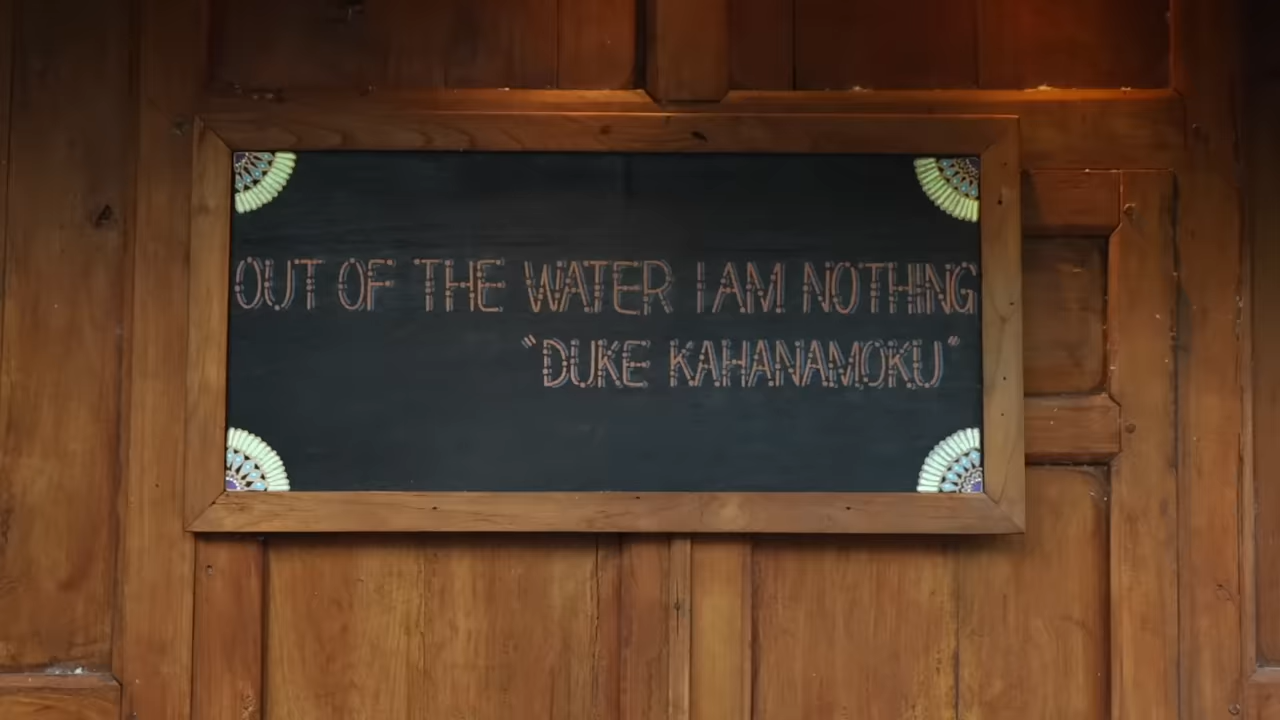 OUT OF THE WATER I AM NOTHING
"DUKE KAHANAMOKU"